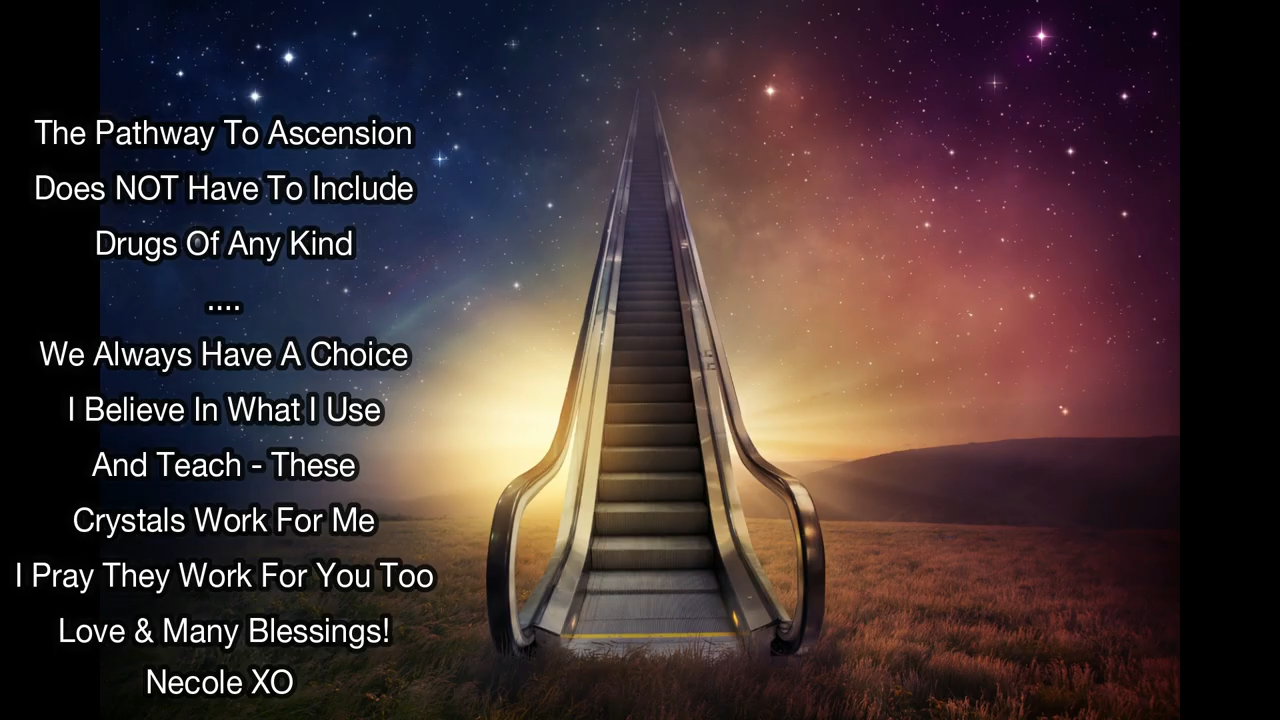 The Pathway To Ascension
Does NOT Have To Include
Drugs Of Any Kind
....
We Always Have A Choice
I Believe In What I Use
And Teach - These
Crystals Work For Me
I Pray They Work For You Too
Love & Many Blessings!
Necole XO